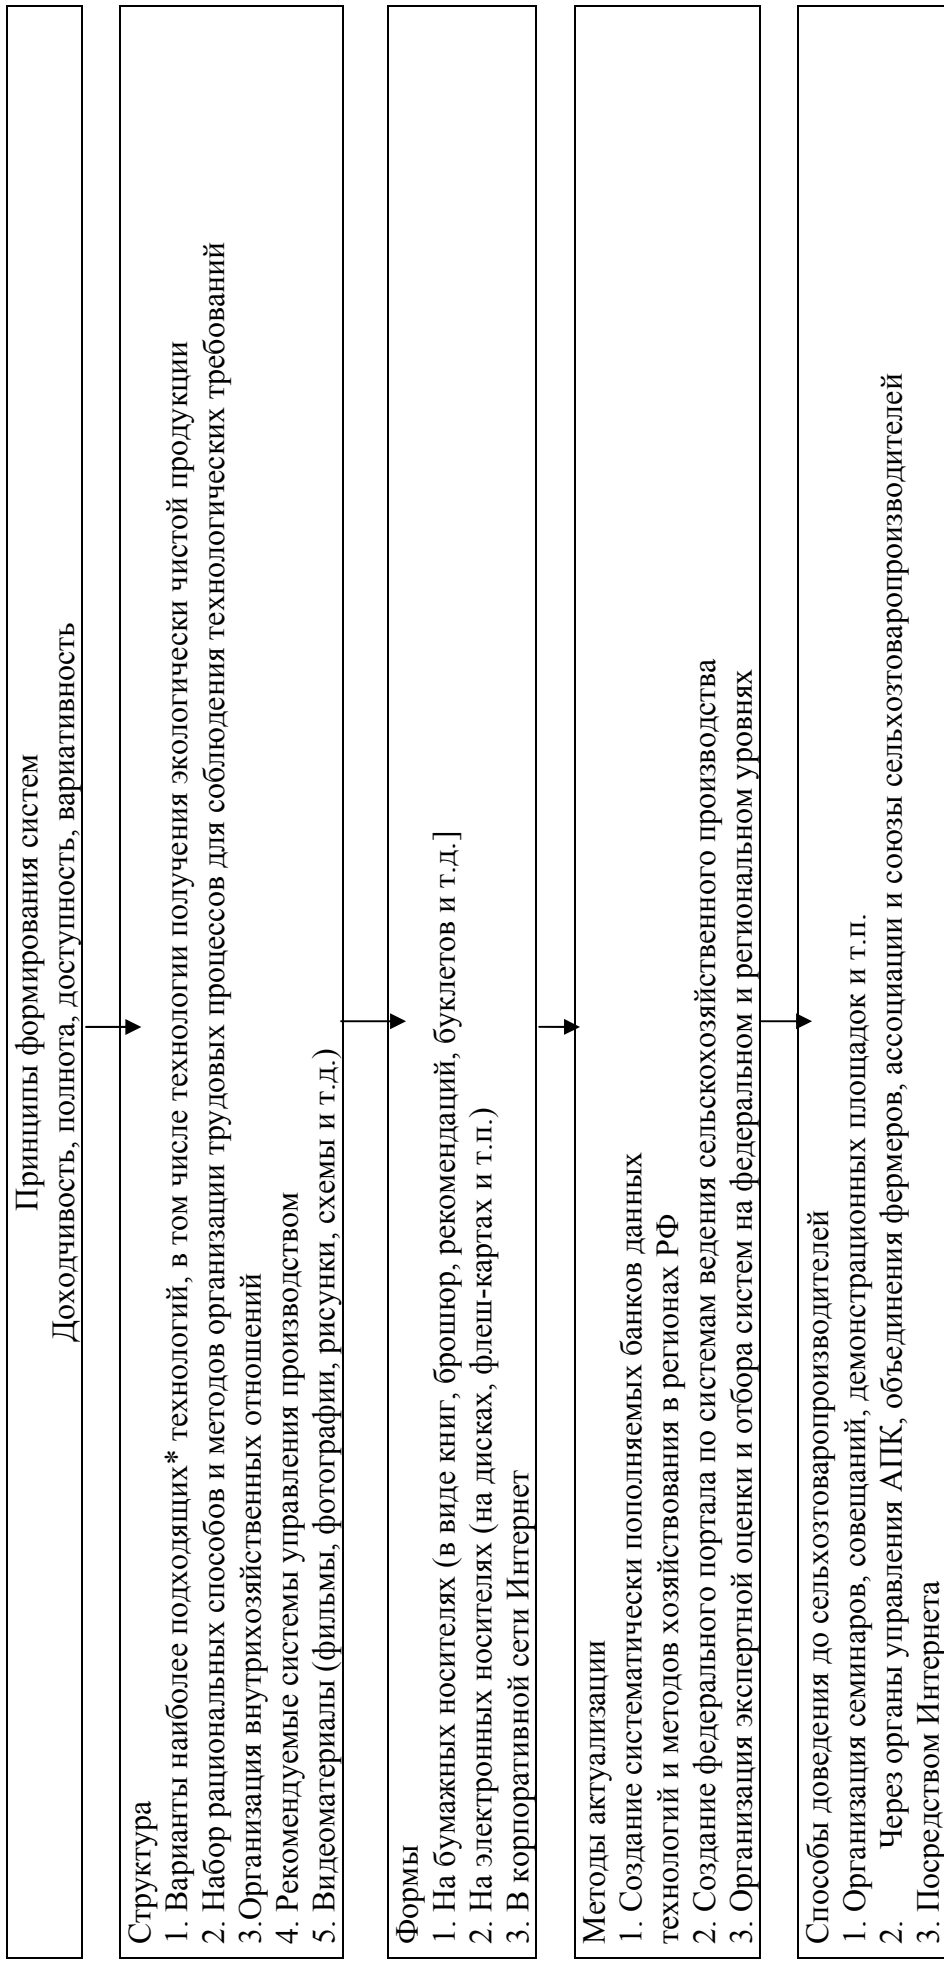 Принципы формирования систем
Доходчивость, полнота, доступность, вариативность
Структура
1. Варианты наиболее подходящих* технологий, в том числе технологии получения экологически чистой продукции
2. Набор рациональных способов и методов организации трудовых процессов для соблюдения технологических требований
3.Организация внутрихозяйственных отношений
4. Рекомендуемые системы управления производством
5. Видеоматериалы (фильмы, фотографии, рисунки, схемы и т.д.)
Формы
1. На бумажных носителях (в виде книг, брошюр, рекомендаций, буклетов и т.д.]
2. На электронных носителях (на дисках, флеш-картах и т.п.)
3. В корпоративной сети Интернет
Методы актуализации
1. Создание систематически пополняемых банков данных
технологий и методов хозяйствования в регионах РФ
2. Создание федерального портала по системам ведения сельскохозяйственного производства
3. Организация экспертной оценки и отбора систем на федеральном и региональном уровнях
Способы доведения до сельхозтоваропроизводителей
1. Организация семинаров, совещаний, демонстрационных площадок и т.п.
2. Через органы управления АПК, объединения фермеров, ассоциации и союзы сельхозтоваропроизводителей
3. Посредством Интернета